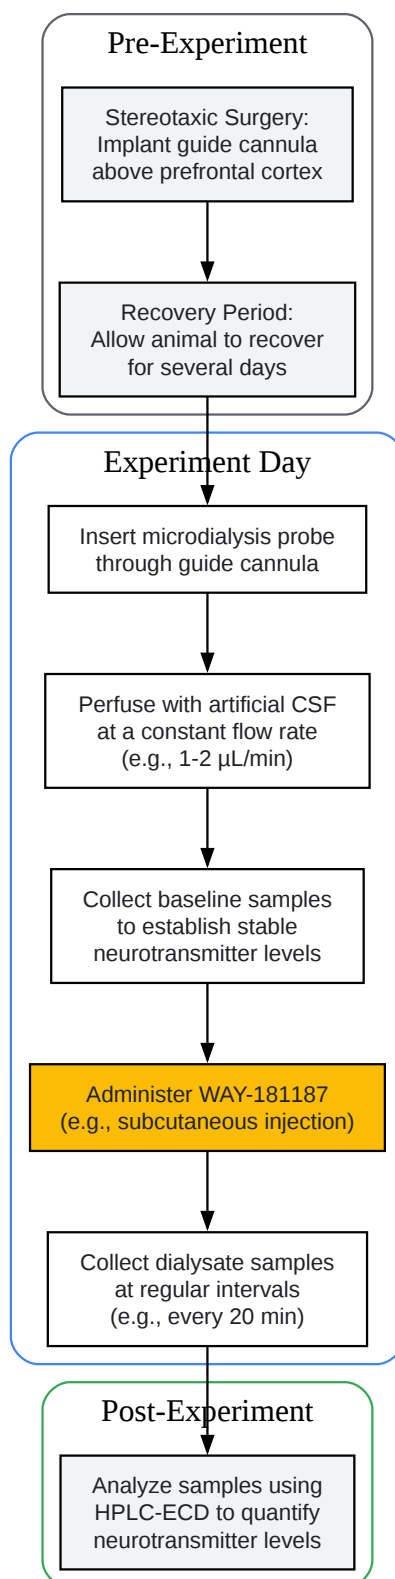 Pre-Experiment
Stereotaxic Surgery:
Implant guide cannula
above prefrontal cortex
Recovery Period:
Allow animal to recover
for several days
Experiment Day
Insert microdialysis probe
through guide cannula
Perfuse with artificial CSF
at a constant flow rate
(e.g., 1-2 µL/min)
Collect baseline samples
to establish stable
neurotransmitter levels
Administer WAY-181187
(e.g., subcutaneous injection)
Collect dialysate samples
at regular intervals
(e.g., every 20 min)
Post-Experiment
Analyze samples using
HPLC-ECD to quantify
neurotransmitter levels